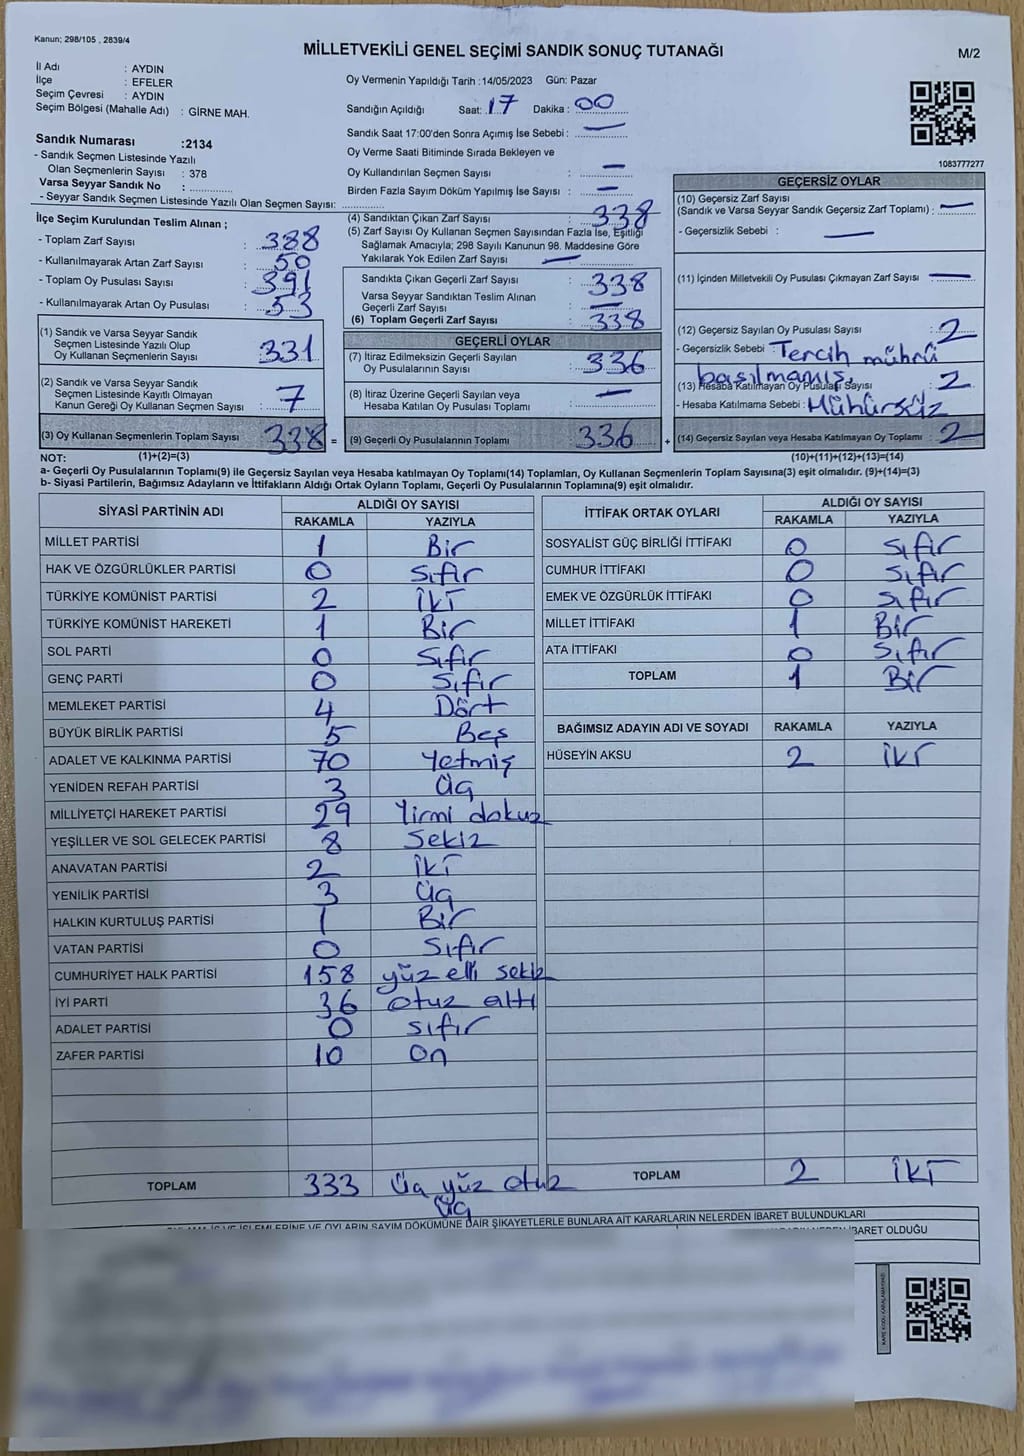 Kanun; 298/105 , 2839/4
MİLLETVEKİLİ GENEL SEÇİMİ SANDIK SONUÇ TUTANAĞI
M/2
İl Adı : AYDIN
İlçe : EFELER
Seçim Çevresi : AYDIN
Seçim Bölgesi (Mahalle Adı) : GİRNE MAH.
Sandık Numarası :2134
- Sandık Seçmen Listesinde Yazılı
Olan Seçmenlerin Sayısı : 378
Varsa Seyyar Sandık No : ..............
- Seyyar Sandık Seçmen Listesinde Yazılı Olan Seçmen Sayısı: ..............
Oy Vermenin Yapıldığı Tarih :14/05/2023 Gün: Pazar
Sandığın Açıldığı Saat: 17 Dakika : 00
Sandık Saat 17:00'den Sonra Açımış İse Sebebi : —
Oy Verme Saati Bitiminde Sırada Bekleyen ve
Oy Kullandırılan Seçmen Sayısı : —
Birden Fazla Sayım Döküm Yapılmış İse Sayısı : —
1083777277
İlçe Seçim Kurulundan Teslim Alınan ;
- Toplam Zarf Sayısı : 388
- Kullanılmayarak Artan Zarf Sayısı : 50
- Toplam Oy Pusulası Sayısı : 391
- Kullanılmayarak Artan Oy Pusulası : 53
(1) Sandık ve Varsa Seyyar Sandık
Seçmen Listesinde Yazılı Olup
Oy Kullanan Seçmenlerin Sayısı : 331
(2) Sandık ve Varsa Seyyar Sandık
Seçmen Listesinde Kayıtlı Olmayan
Kanun Gereği Oy Kullanan Seçmen Sayısı : 7
(3) Oy Kullanan Seçmenlerin Toplam Sayısı 338 =
(4) Sandıktan Çıkan Zarf Sayısı : 338
(5) Zarf Sayısı Oy Kullanan Seçmen Sayısından Fazla İse, Eşitliği
Sağlamak Amacıyla; 298 Sayılı Kanunun 98. Maddesine Göre
Yakılarak Yok Edilen Zarf Sayısı —
Sandıkta Çıkan Geçerli Zarf Sayısı : 338
Varsa Seyyar Sandıktan Teslim Alınan
Geçerli Zarf Sayısı : —
(6) Toplam Geçerli Zarf Sayısı : 338
GEÇERLİ OYLAR
(7) İtiraz Edilmeksizin Geçerli Sayılan
Oy Pusulalarının Sayısı : 336
(8) İtiraz Üzerine Geçerli Sayılan veya
Hesaba Katılan Oy Pusulası Toplamı : —
(9) Geçerli Oy Pusulalarının Toplamı 336 +
GEÇERSİZ OYLAR
(10) Geçersiz Zarf Sayısı
(Sandık ve Varsa Seyyar Sandık Geçersiz Zarf Toplamı) : —
- Geçersizlik Sebebi : —
(11) İçinden Milletvekili Oy Pusulası Çıkmayan Zarf Sayısı —
(12) Geçersiz Sayılan Oy Pusulası Sayısı : 2
- Geçersizlik Sebebi : Tercih mührü
basılmamış.
(13) Hesaba Katılmayan Oy Pusulası Sayısı : 2
- Hesaba Katılmama Sebebi : Mühürsüz
(14) Geçersiz Sayılan veya Hesaba Katılmayan Oy Toplamı : 2
NOT: (1)+(2)=(3) (10)+(11)+(12)+(13)=(14)
a- Geçerli Oy Pusulalarının Toplamı(9) ile Geçersiz Sayılan veya Hesaba katılmayan Oy Toplamı(14) Toplamları, Oy Kullanan Seçmenlerin Toplam Sayısına(3) eşit olmalıdır. (9)+(14)=(3)
b- Siyasi Partilerin, Bağımsız Adayların ve İttifakların Aldığı Ortak Oyların Toplamı, Geçerli Oy Pusulalarının Toplamına(9) eşit olmalıdır.
SİYASİ PARTİNİN ADI ALDIĞI OY SAYISI
RAKAMLA YAZIYLA
MİLLET PARTİSİ 1 Bir
HAK VE ÖZGÜRLÜKLER PARTİSİ 0 Sıfır
TÜRKİYE KOMÜNİST PARTİSİ 2 İki
TÜRKİYE KOMÜNİST HAREKETİ 1 Bir
SOL PARTİ 0 Sıfır
GENÇ PARTİ 0 Sıfır
MEMLEKET PARTİSİ 4 Dört
BÜYÜK BİRLİK PARTİSİ 5 Beş
ADALET VE KALKINMA PARTİSİ 70 Yetmiş
YENİDEN REFAH PARTİSİ 3 Üç
MİLLİYETÇİ HAREKET PARTİSİ 29 Yirmi dokuz
YEŞİLLER VE SOL GELECEK PARTİSİ 8 Sekiz
ANAVATAN PARTİSİ 2 İki
YENİLİK PARTİSİ 3 Üç
HALKIN KURTULUŞ PARTİSİ 1 Bir
VATAN PARTİSİ 0 Sıfır
CUMHURİYET HALK PARTİSİ 158 yüz elli sekiz
İYİ PARTİ 36 otuz altı
ADALET PARTİSİ 0 sıfır
ZAFER PARTİSİ 10 On
TOPLAM 333 Üç yüz otuz
Üç
İTTİFAK ORTAK OYLARI ALDIĞI OY SAYISI
RAKAMLA YAZIYLA
SOSYALİST GÜÇ BİRLİĞİ İTTİFAKI 0 Sıfır
CUMHUR İTTİFAKI 0 Sıfır
EMEK VE ÖZGÜRLÜK İTTİFAKI 0 Sıfır
MİLLET İTTİFAKI 1 Bir
ATA İTTİFAKI 0 Sıfır
TOPLAM 1 Bir
BAĞIMSIZ ADAYIN ADI VE SOYADI RAKAMLA YAZIYLA
HÜSEYİN AKSU 2 İki
TOPLAM 2 İki
İŞLEMLERİNE VE OYLARIN SAYIM DÖKÜMÜNE DAİR ŞİKAYETLERLE BUNLARA AİT KARARLARIN NELERDEN İBARET BULUNDUKLARI
İBARET OLDUĞU